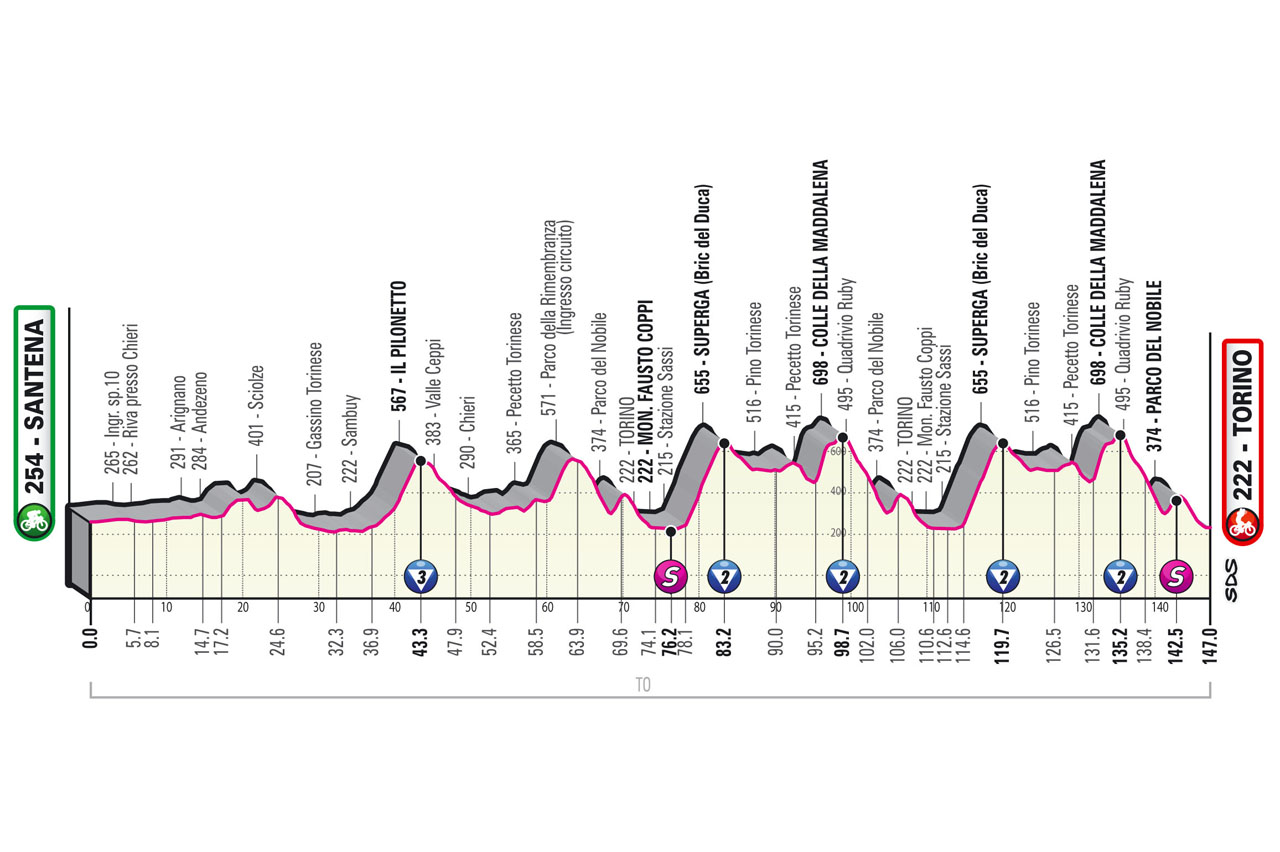 254 - SANTENA
265 - Ingr. sp.10
262 - Riva presso Chieri
291 - Arignano
284 - Andezeno
401 - Sciolze
207 - Gassino Torinese
222 - Sambuy
567 - IL PILONETTO
383 - Valle Ceppi
290 - Chieri
365 - Pecetto Torinese
571 - Parco della Rimembranza
(Ingresso circuito)
374 - Parco del Nobile
222 - TORINO
222 - MON. FAUSTO COPPI
215 - Stazione Sassi
655 - SUPERGA (Bric del Duca)
516 - Pino Torinese
415 - Pecetto Torinese
698 - COLLE DELLA MADDALENA
495 - Quadrivio Ruby
374 - Parco del Nobile
222 - TORINO
222 - Mon. Fausto Coppi
215 - Stazione Sassi
655 - SUPERGA (Bric del Duca)
516 - Pino Torinese
415 - Pecetto Torinese
698 - COLLE DELLA MADDALENA
495 - Quadrivio Ruby
374 - PARCO DEL NOBILE
222 - TORINO
600
400
200
3 S 2 2 2 2 S
SDS
0 10 20 30 40 50 60 70 80 90 100 110 120 130 140
0.0 5.7 8.1 14.7 17.2 24.6 32.3 36.9 43.3 47.9 52.4 58.5 63.9 69.6 74.1 76.2 78.1 83.2 90.0 95.2 98.7 102.0 106.0 110.6 112.6 114.6 119.7 126.5 131.6 135.2 138.4 142.5 147.0
TO